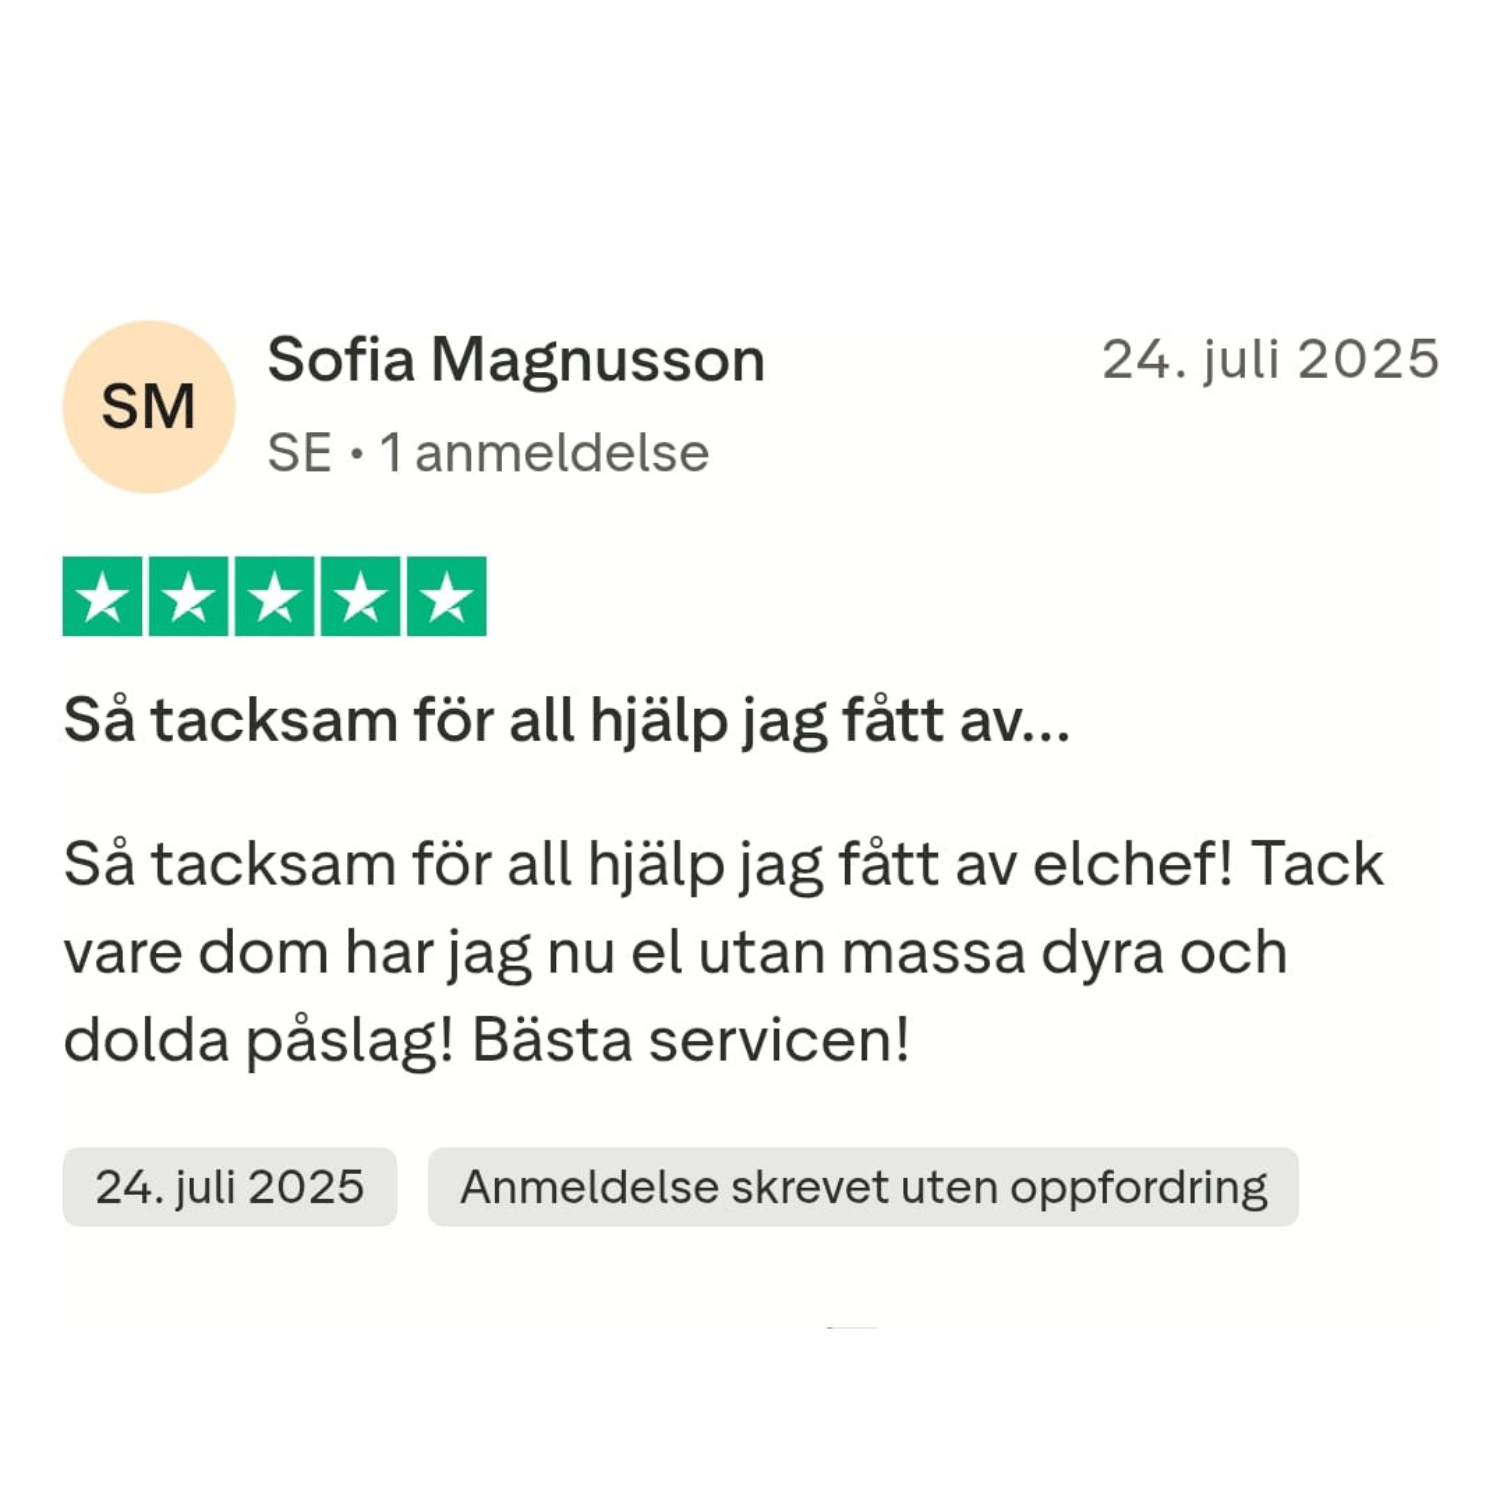 SM
Sofia Magnusson
24. juli 2025
SE • 1 anmeldelse
Så tacksam för all hjälp jag fått av...
Så tacksam för all hjälp jag fått av elchef! Tack
vare dom har jag nu el utan massa dyra och
dolda påslag! Bästa servicen!
24. juli 2025
Anmeldelse skrevet uten oppfordring